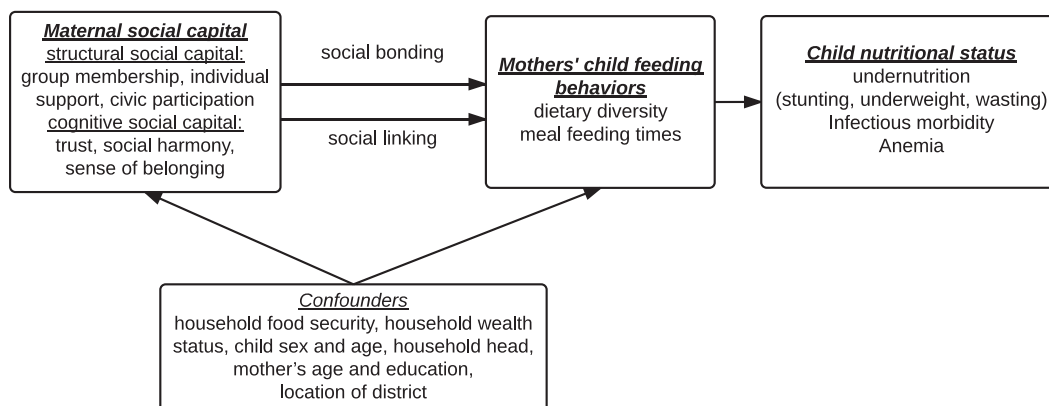 Maternal social capital
structural social capital:
group membership, individual
support, civic participation
cognitive social capital:
trust, social harmony,
sense of belonging
social bonding
social linking
Mothers' child feeding
behaviors
dietary diversity
meal feeding times
Child nutritional status
undernutrition
(stunting, underweight, wasting)
Infectious morbidity
Anemia
Confounders
household food security, household wealth
status, child sex and age, household head,
mother’s age and education,
location of district